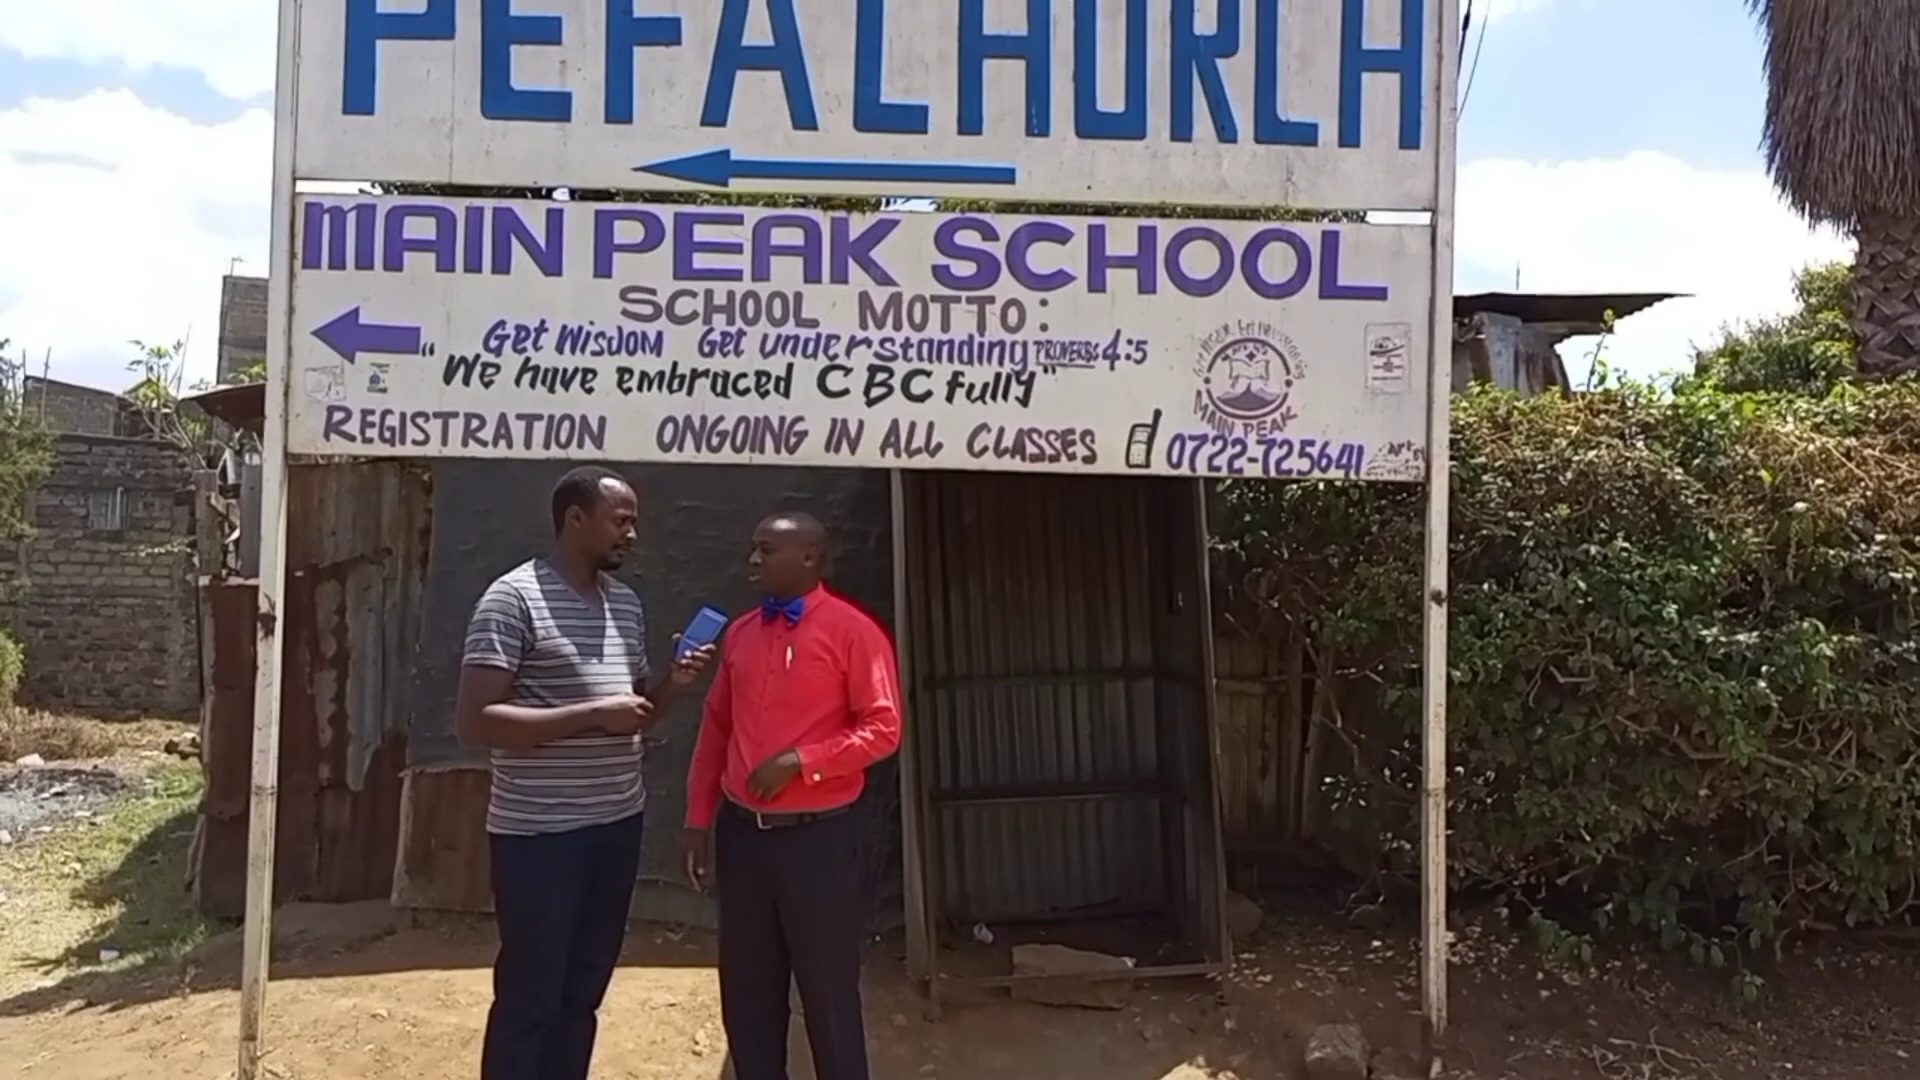 PEFA CHURCH
MAIN PEAK SCHOOL
SCHOOL MOTTO:
Get WISDOM Get understanding PROVERBS 4:5
"We have embraced CBC fully"
REGISTRATION ONGOING IN ALL CLASSES 0722-725641
MAIN PEAK